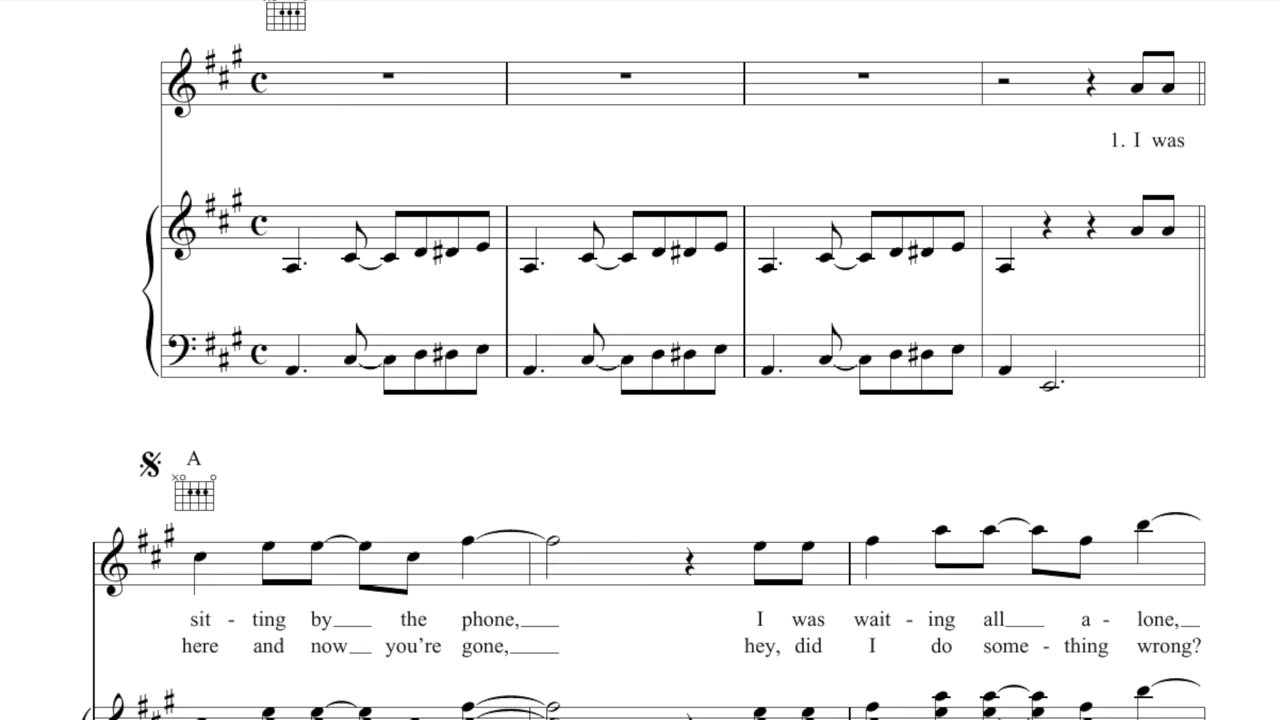 1. I was
A
sit - ting by the phone, I was wait - ing all a - lone,
here and now you're gone, hey, did I do some - thing wrong?